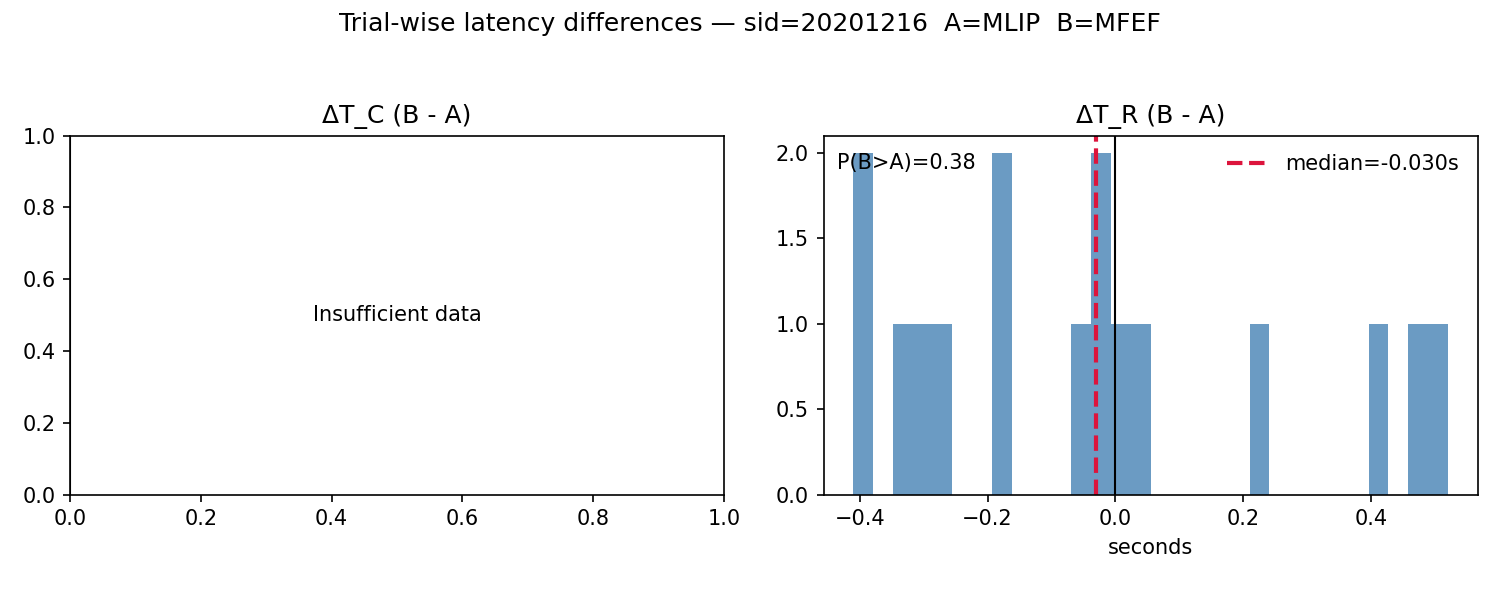 Trial-wise latency differences — sid=20201216  A=MLIP  B=MFEF
ΔT_C (B - A)
1.0
0.8
0.6
0.4
0.2
0.0
Insufficient data
0.0 0.2 0.4 0.6 0.8 1.0
ΔT_R (B - A)
2.0
1.5
1.0
0.5
0.0
P(B>A)=0.38
median=-0.030s
−0.4 −0.2 0.0 0.2 0.4
seconds